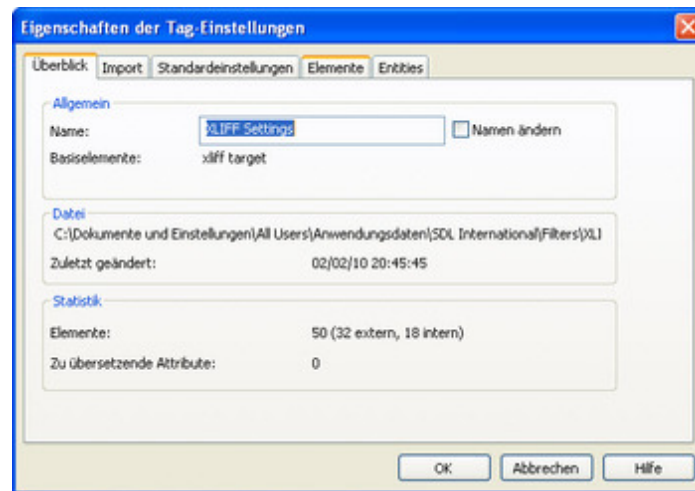 Eigenschaften der Tag-Einstellungen
Überblick Import Standardeinstellungen Elemente Entities
Allgemein
Name: XLIFF Settings Namen ändern
Basiselemente: xliff target
Datei
C:\Dokumente und Einstellungen\All Users\Anwendungsdaten\SDL International\Filters\XLI
Zuletzt geändert: 02/02/10 20:45:45
Statistik
Elemente: 50 (32 extern, 18 intern)
Zu übersetzende Attribute: 0
OK Abbrechen Hilfe